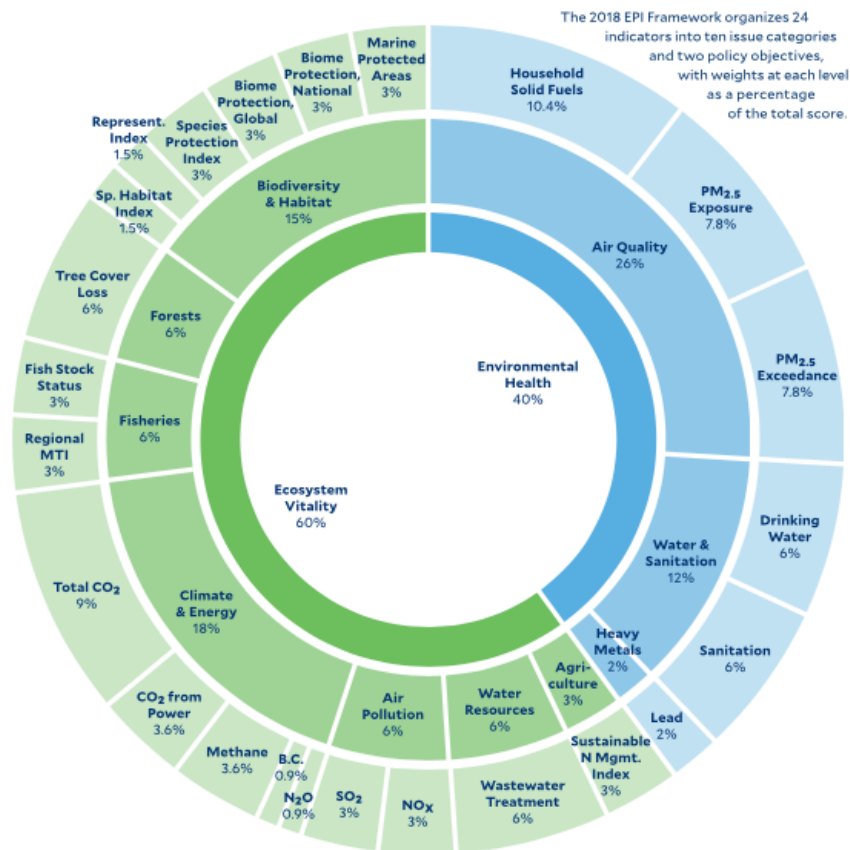 The 2018 EPI Framework organizes 24
indicators into ten issue categories
and two policy objectives,
with weights at each level
as a percentage
of the total score.
Household
Solid Fuels
10.4%
PM2.5
Exposure
7.8%
PM2.5
Exceedance
7.8%
Drinking
Water
6%
Sanitation
6%
Lead
2%
Sustainable
N Mgmt.
Index
3%
Wastewater
Treatment
6%
NOX
3%
SO2
3%
N2O
0.9%
B.C.
0.9%
Methane
3.6%
CO2 from
Power
3.6%
Total CO2
9%
Regional
MTI
3%
Fish Stock
Status
3%
Tree Cover
Loss
6%
Sp. Habitat
Index
1.5%
Represent.
Index
1.5%
Species
Protection
Index
3%
Biome
Protection,
Global
3%
Biome
Protection,
National
3%
Marine
Protected
Areas
3%
Air Quality
26%
Water &
Sanitation
12%
Heavy
Metals
2%
Agri-
culture
3%
Water
Resources
6%
Air
Pollution
6%
Climate
& Energy
18%
Fisheries
6%
Forests
6%
Biodiversity
& Habitat
15%
Environmental
Health
40%
Ecosystem
Vitality
60%